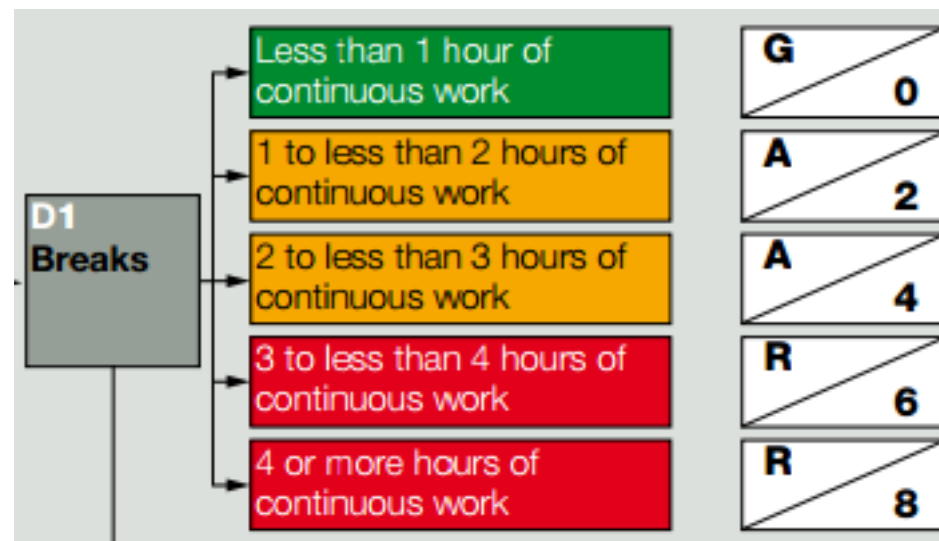 Less than 1 hour of
continuous work
G
0
1 to less than 2 hours of
continuous work
A
2
D1
Breaks
2 to less than 3 hours of
continuous work
A
4
3 to less than 4 hours of
continuous work
R
6
4 or more hours of
continuous work
R
8